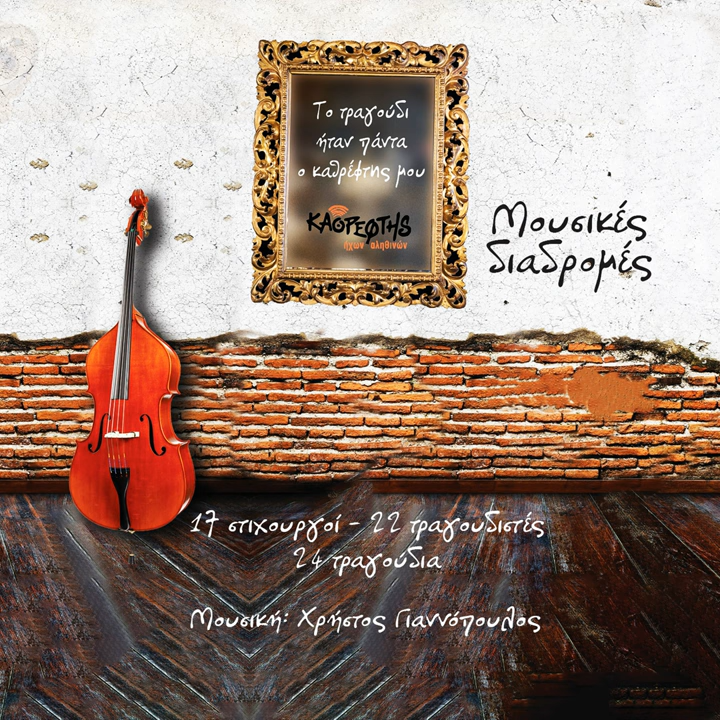 Το τραγούδι
ήταν πάντα
ο καθρέφτης μου
ΚΑΘΡΕΦΤΗS
ήχων αληθινών
Μουσικές
διαδρομές
17 στιχουργοί - 22 τραγουδιστές
24 τραγούδια
Μουσική: Χρήστος Γιαννόπουλος